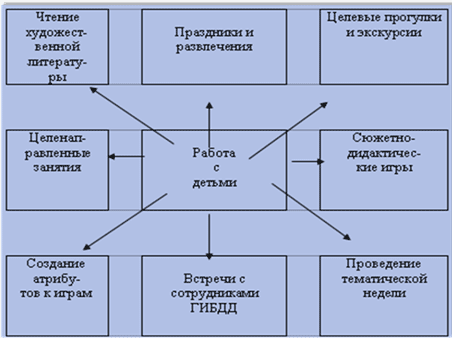 Чтение
художест-
венной
литерату-
ры
Праздники и
развлечения
Целевые прогулки
и экскурсии
Целенап-
равленные
занятия
Работа
с
детьми
Сюжетно-
дидактичес-
кие игры
Создание
атрибу-
тов к играм
Встречи с
сотрудниками
ГИБДД
Проведение
тематической
недели